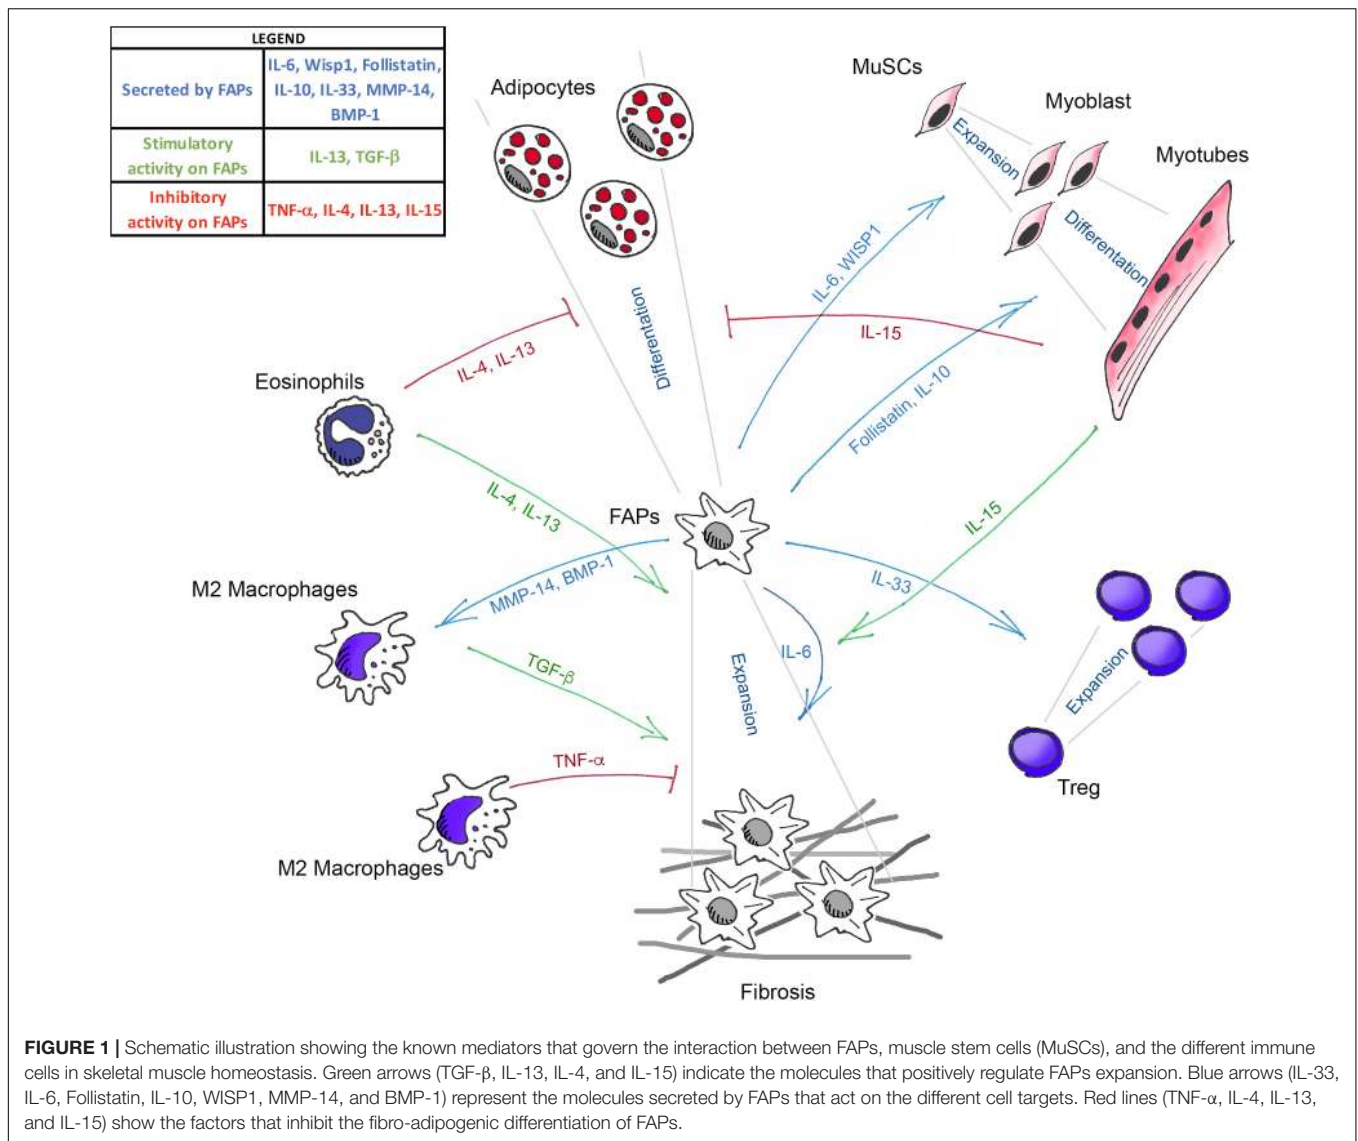 LEGEND
Secreted by FAPs
IL-6, Wisp1, Follistatin,
IL-10, IL-33, MMP-14,
BMP-1
Stimulatory
activity on FAPs
IL-13, TGF-β
Inhibitory
activity on FAPs
TNF-α, IL-4, IL-13, IL-15
Adipocytes
MuSCs
Myoblast
Myotubes
Expansion
Differentation
IL-6, WISP1
IL-15
Differentation
IL-4, IL-13
Eosinophils
Follistatin, IL-10
IL-4, IL-13
IL-15
FAPs
M2 Macrophages
MMP-14, BMP-1
IL-33
TGF-β
IL-6
Expansion
Expansion
TNF-α
Treg
M2 Macrophages
Fibrosis
FIGURE 1 | Schematic illustration showing the known mediators that govern the interaction between FAPs, muscle stem cells (MuSCs), and the different immune
cells in skeletal muscle homeostasis. Green arrows (TGF-β, IL-13, IL-4, and IL-15) indicate the molecules that positively regulate FAPs expansion. Blue arrows (IL-33,
IL-6, Follistatin, IL-10, WISP1, MMP-14, and BMP-1) represent the molecules secreted by FAPs that act on the different cell targets. Red lines (TNF-α, IL-4, IL-13,
and IL-15) show the factors that inhibit the fibro-adipogenic differentiation of FAPs.